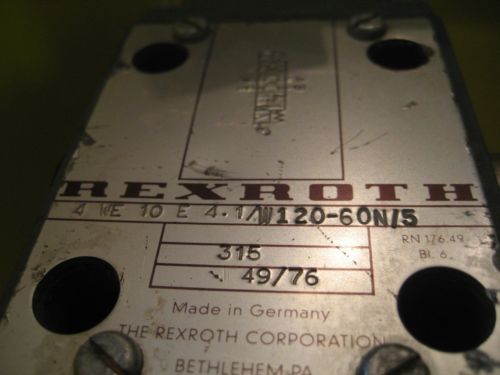 REXROTH
4 WE 10 E 4.1/W120-60N/5
315
RN 176.49
49/76
Bl. 6
Made in Germany
THE REXROTH CORPORATION
BETHLEHEM-PA.